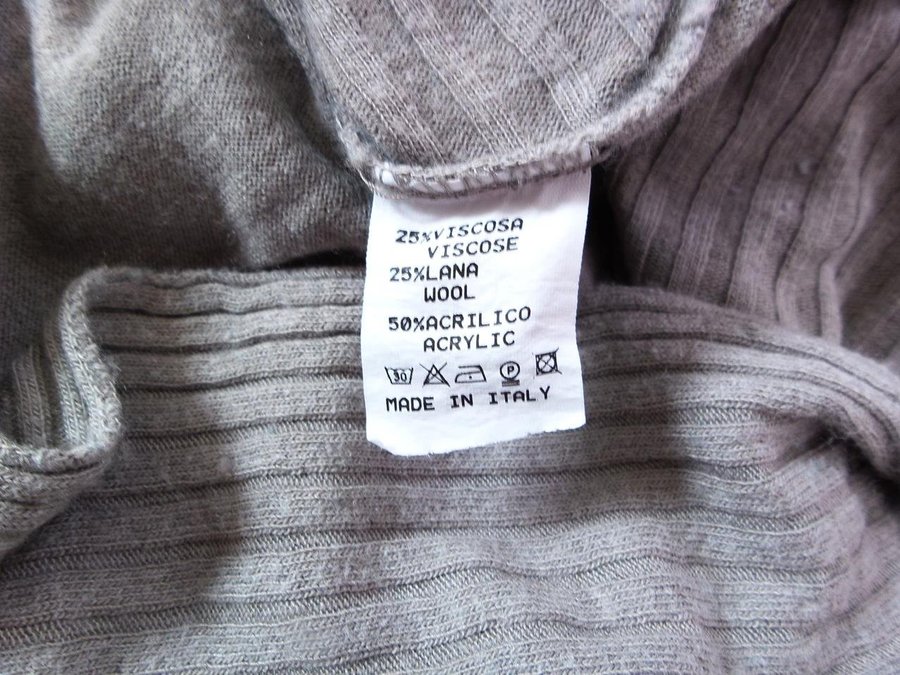 25%VISCOSA
VISCOSE
25%LANA
WOOL
50%ACRILICO
ACRYLIC
30 P
MADE IN ITALY